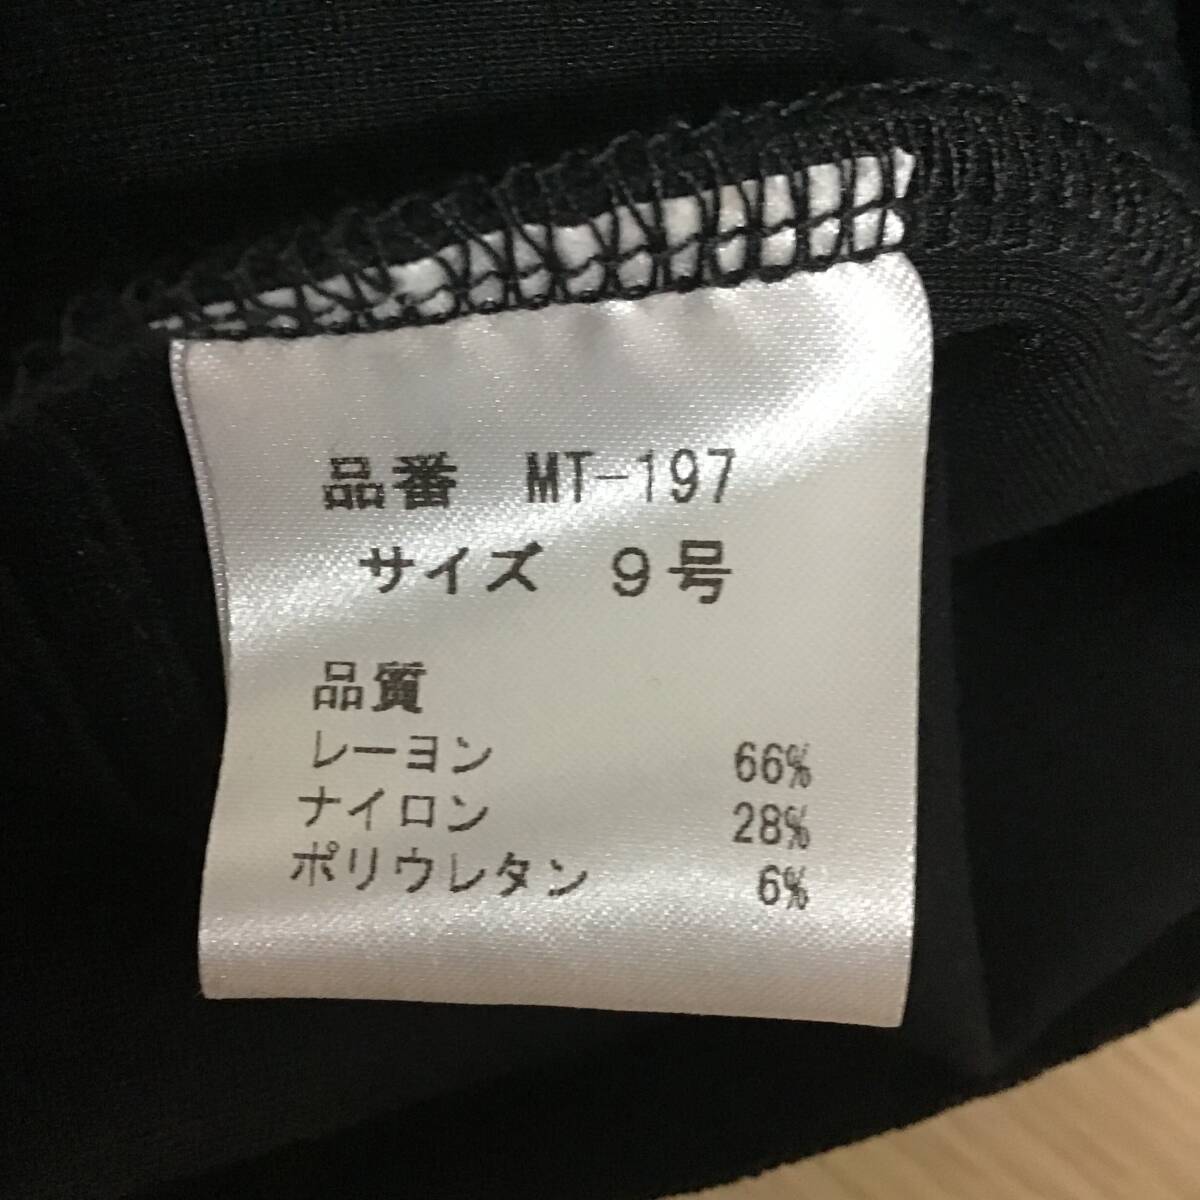 品番 MT-197
サイズ 9号
品質
レーヨン 66%
ナイロン 28%
ポリウレタン 6%